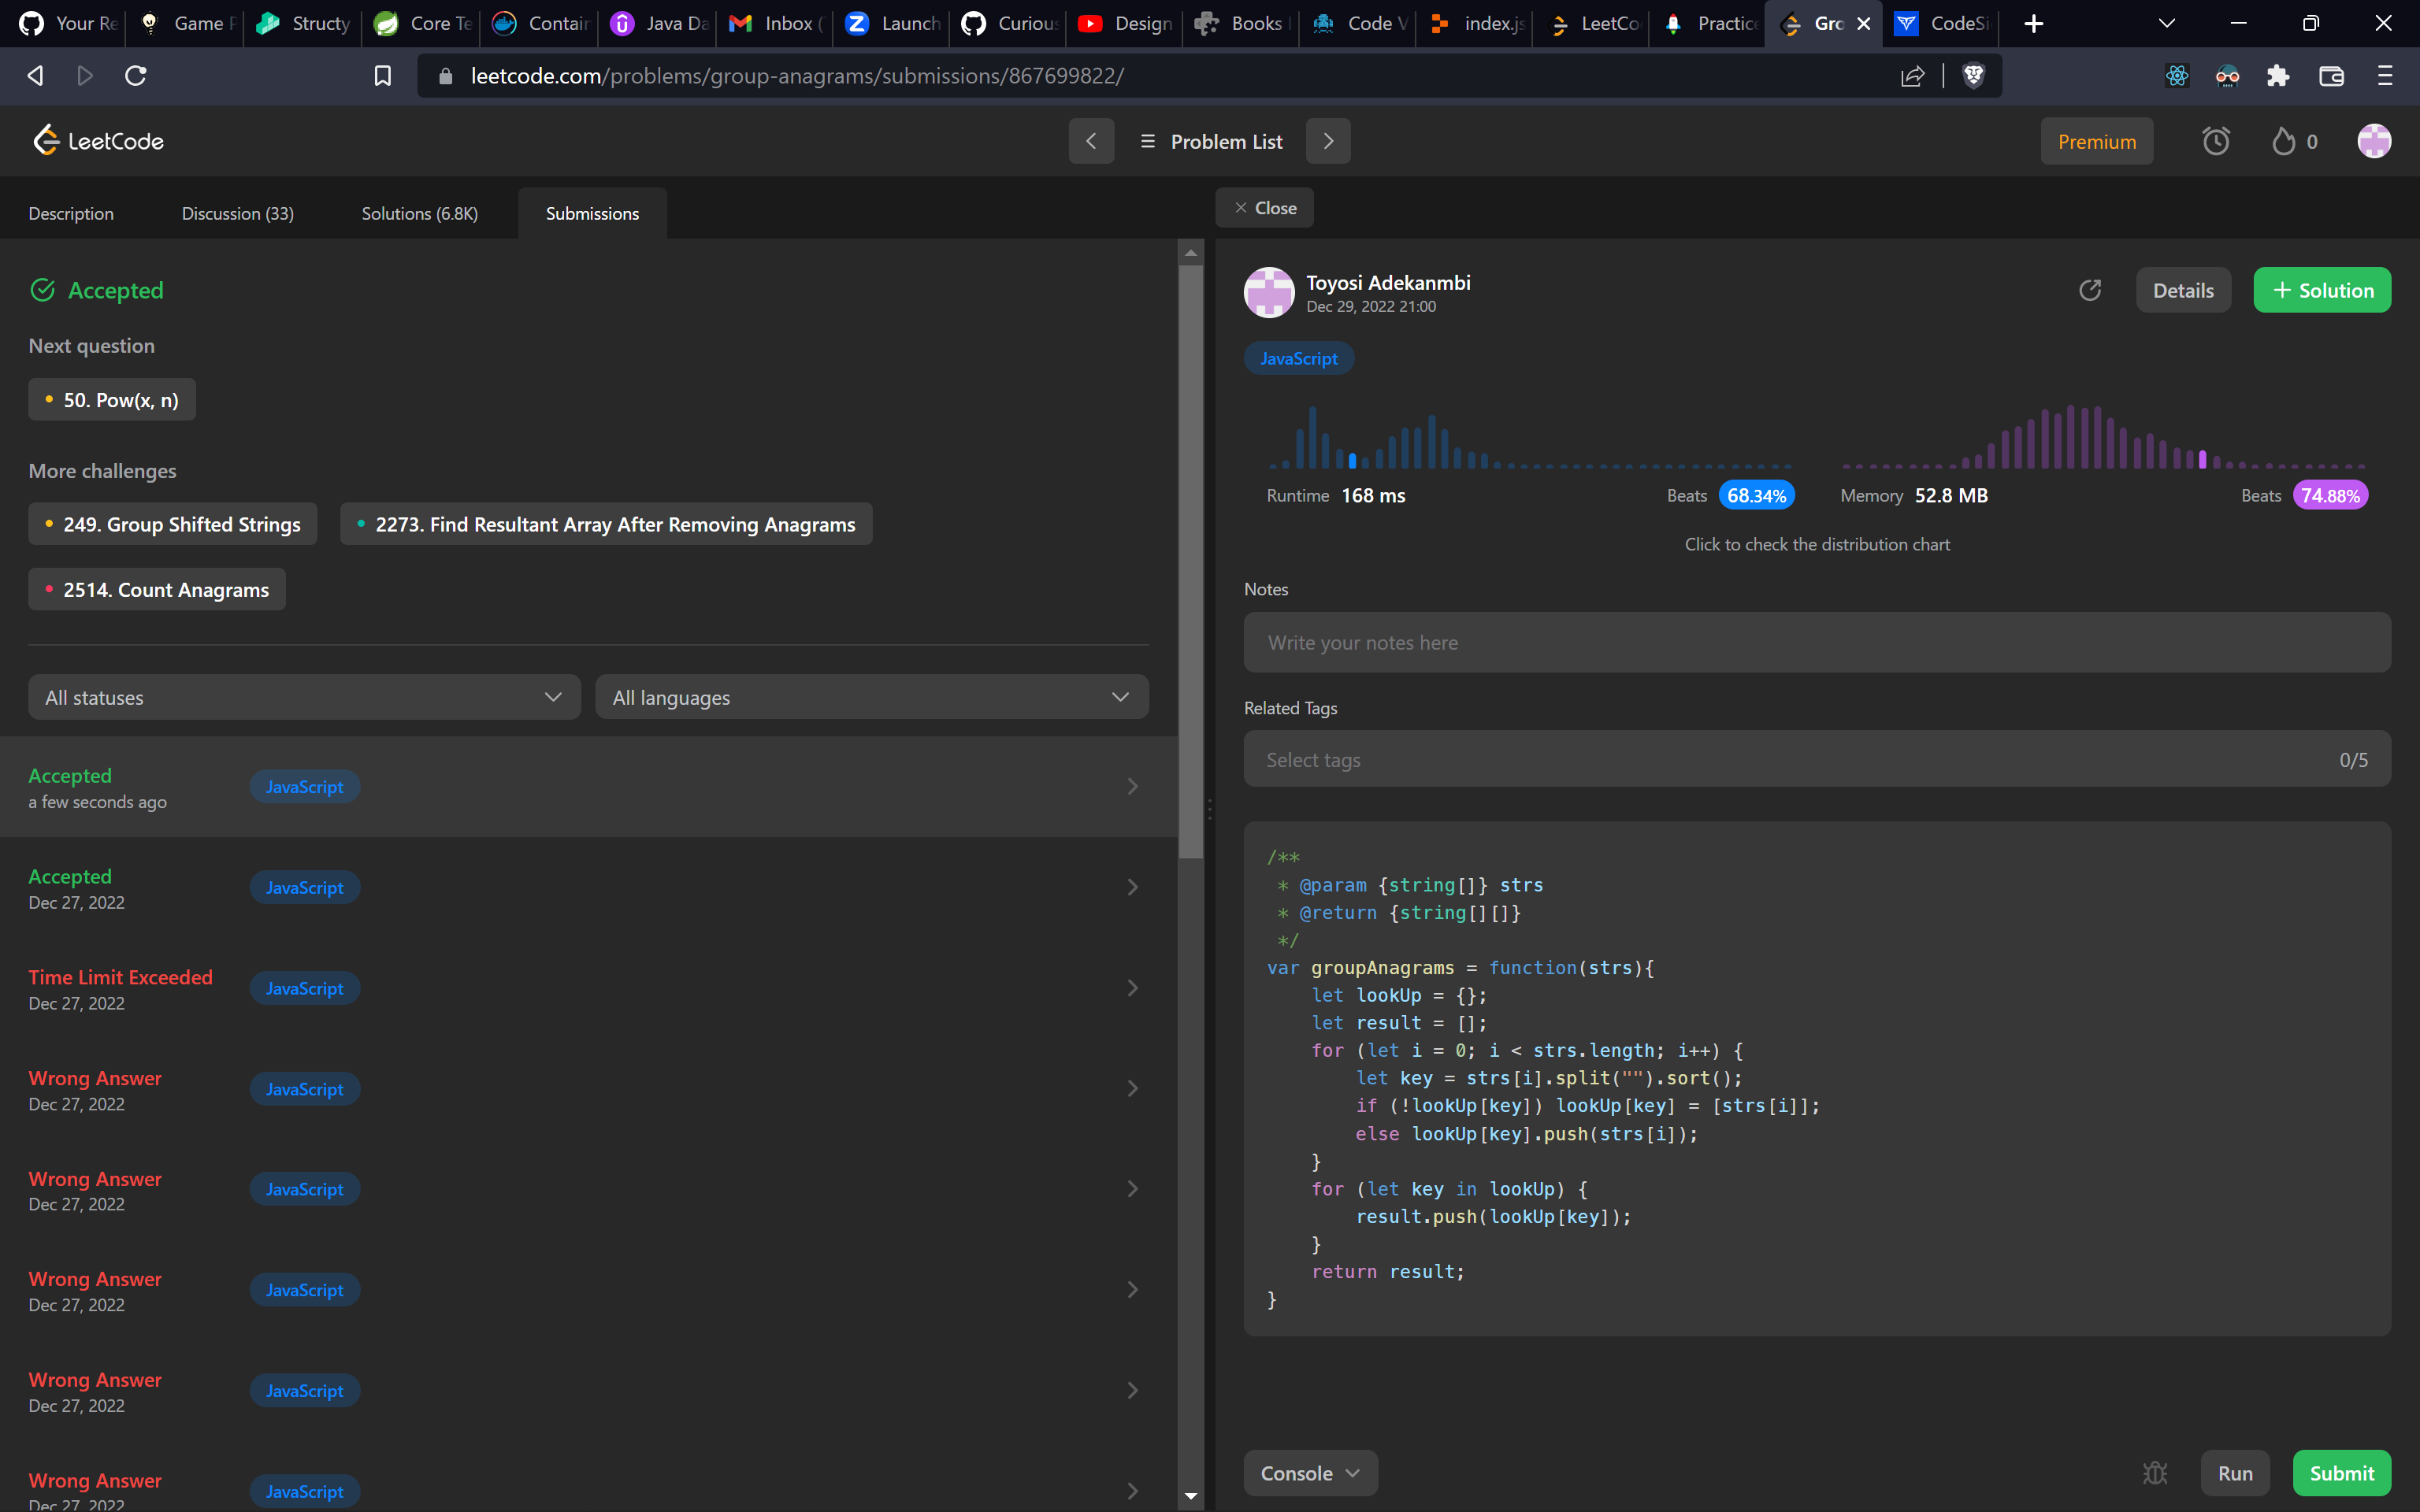 Your Re
Game P
Structy
Core Te
Contain
Java Da
Inbox (
Launch
Curious
Design
Books
Code V
index.js
LeetCo
Practice
Gro
CodeSi
leetcode.com/problems/group-anagrams/submissions/867699822/
LeetCode
Problem List
Premium
0
Description
Discussion (33)
Solutions (6.8K)
Submissions
Close
Accepted
Next question
50. Pow(x, n)
More challenges
249. Group Shifted Strings
2273. Find Resultant Array After Removing Anagrams
2514. Count Anagrams
All statuses
All languages
Accepted
a few seconds ago
JavaScript
Accepted
Dec 27, 2022
JavaScript
Time Limit Exceeded
Dec 27, 2022
JavaScript
Wrong Answer
Dec 27, 2022
JavaScript
Wrong Answer
Dec 27, 2022
JavaScript
Wrong Answer
Dec 27, 2022
JavaScript
Wrong Answer
Dec 27, 2022
JavaScript
Wrong Answer
Dec 27, 2022
JavaScript
Toyosi Adekanmbi
Dec 29, 2022 21:00
Details
+ Solution
JavaScript
Runtime 168 ms
Beats 68.34%
Memory 52.8 MB
Beats 74.88%
Click to check the distribution chart
Notes
Write your notes here
Related Tags
Select tags
0/5
/**
 * @param {string[]} strs
 * @return {string[][]}
 */
var groupAnagrams = function(strs){
    let lookUp = {};
    let result = [];
    for (let i = 0; i < strs.length; i++) {
        let key = strs[i].split("").sort();
        if (!lookUp[key]) lookUp[key] = [strs[i]];
        else lookUp[key].push(strs[i]);
    }
    for (let key in lookUp) {
        result.push(lookUp[key]);
    }
    return result;
}
Console
Run
Submit